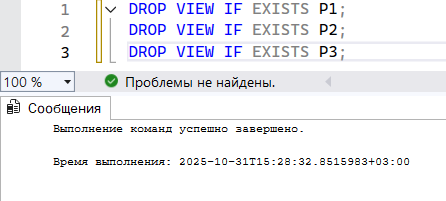 1 DROP VIEW IF EXISTS P1;
2 DROP VIEW IF EXISTS P2;
3 DROP VIEW IF EXISTS P3;
100 % Проблемы не найдены.
Сообщения
Выполнение команд успешно завершено.
Время выполнения: 2025-10-31T15:28:32.8515983+03:00